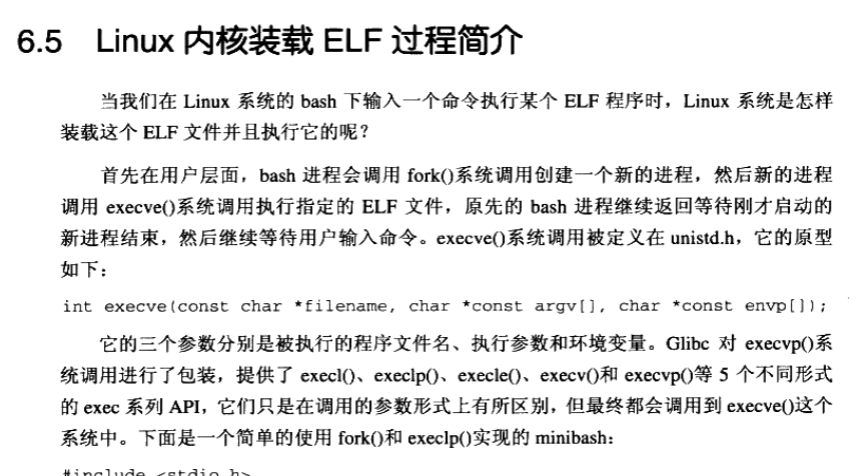 6.5 Linux 内核装载 ELF 过程简介
当我们在 Linux 系统的 bash 下输入一个命令执行某个 ELF 程序时，Linux 系统是怎样
装载这个 ELF 文件并且执行它的呢？
首先在用户层面，bash 进程会调用 fork()系统调用创建一个新的进程，然后新的进程
调用 execve()系统调用执行指定的 ELF 文件，原先的 bash 进程继续返回等待刚才启动的
新进程结束，然后继续等待用户输入命令。execve()系统调用被定义在 unistd.h，它的原型
如下：
int execve(const char *filename, char *const argv[], char *const envp[]);
它的三个参数分别是被执行的程序文件名、执行参数和环境变量。Glibc 对 execvp()系
统调用进行了包装，提供了 execl()、execlp()、execle()、execv()和 execvp()等 5 个不同形式
的 exec 系列 API，它们只是在调用的参数形式上有所区别，但最终都会调用到 execve()这个
系统中。下面是一个简单的使用 fork()和 execlp()实现的 minibash：
#include <stdio.h>